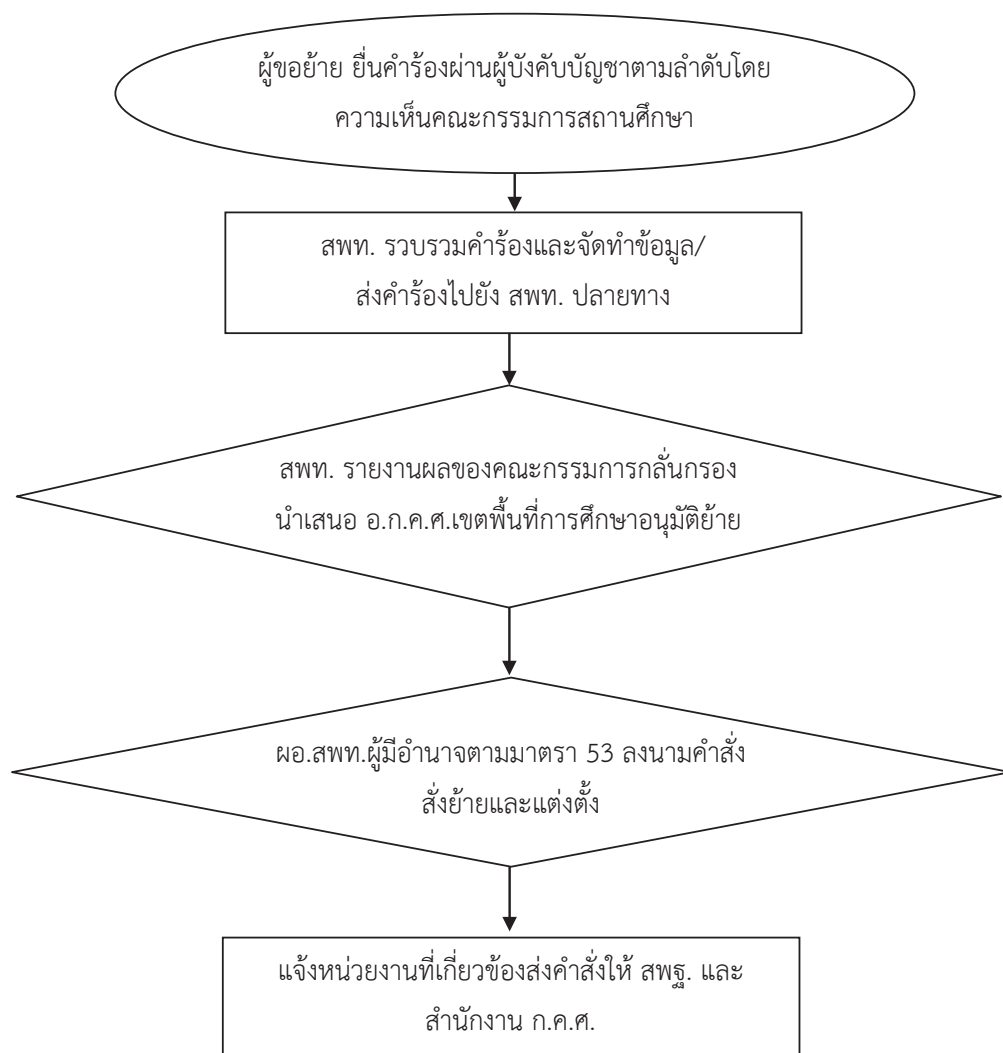 ผู้ขอย้าย ยื่นคำร้องผ่านผู้บังคับบัญชาตามลำดับโดย
ความเห็นคณะกรรมการสถานศึกษา
สพท. รวบรวมคำร้องและจัดทำข้อมูล/
ส่งคำร้องไปยัง สพท. ปลายทาง
สพท. รายงานผลของคณะกรรมการกลั่นกรอง
นำเสนอ อ.ก.ค.ศ.เขตพื้นที่การศึกษาอนุมัติย้าย
ผอ.สพท.ผู้มีอำนาจตามมาตรา 53 ลงนามคำสั่ง
สั่งย้ายและแต่งตั้ง
แจ้งหน่วยงานที่เกี่ยวข้องส่งคำสั่งให้ สพฐ. และ
สำนักงาน ก.ค.ศ.